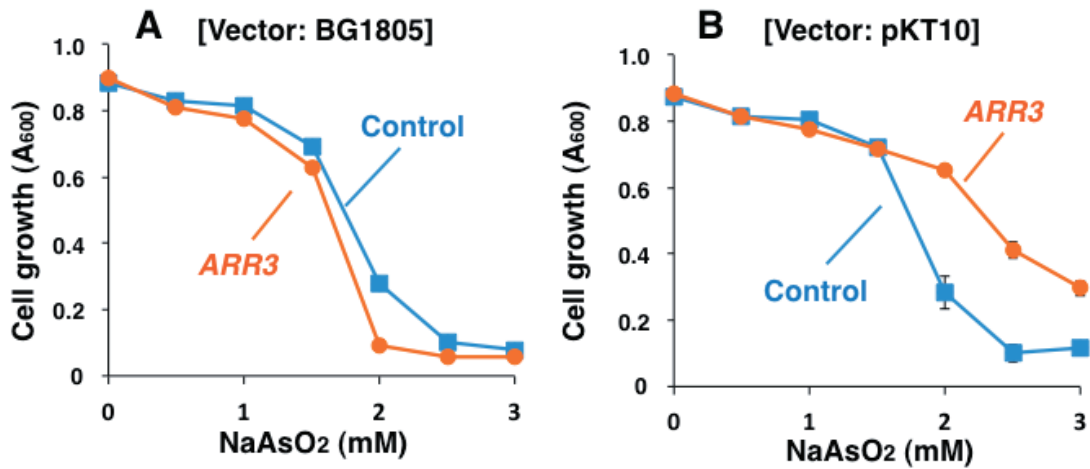 A [Vector: BG1805]
Cell growth (A600)
1.0
0.8
0.6
0.4
0.2
0
Control
ARR3
0 1 2 3
NaAsO2 (mM)
B [Vector: pKT10]
Cell growth (A600)
1.0
0.8
0.6
0.4
0.2
0
ARR3
Control
0 1 2 3
NaAsO2 (mM)